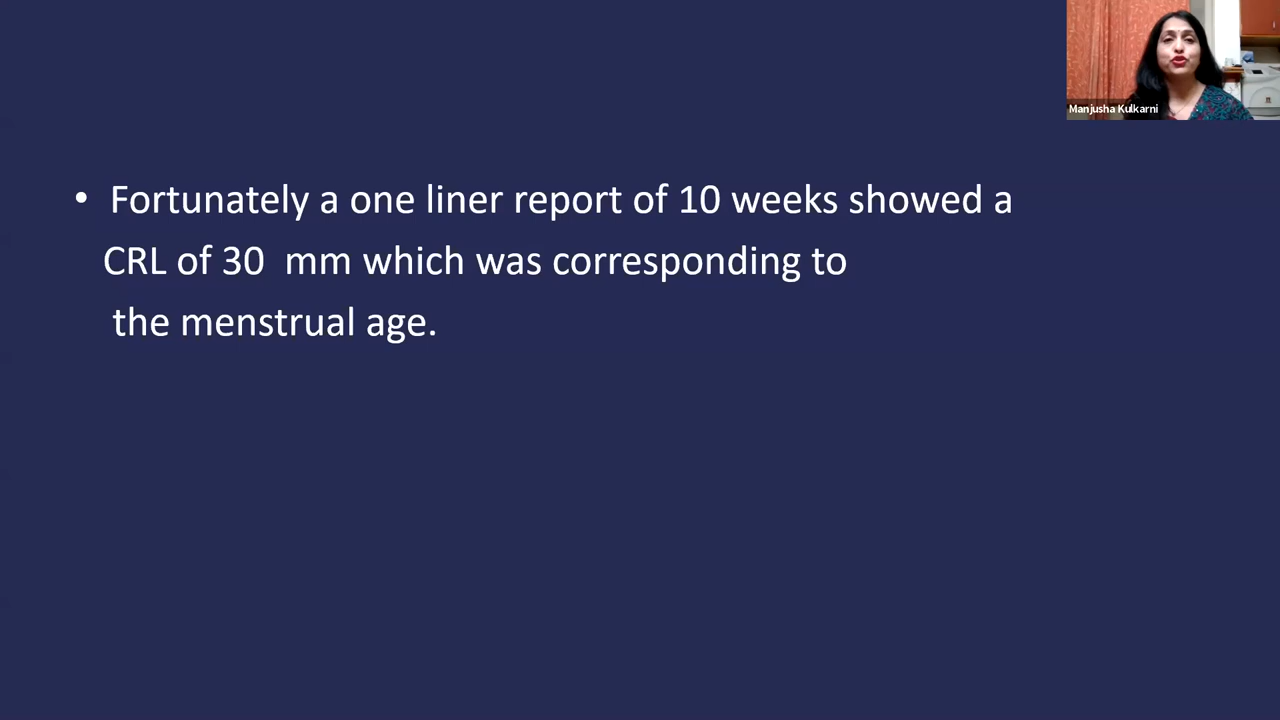 Manjusha Kulkarni
• Fortunately a one liner report of 10 weeks showed a
CRL of 30  mm which was corresponding to
the menstrual age.